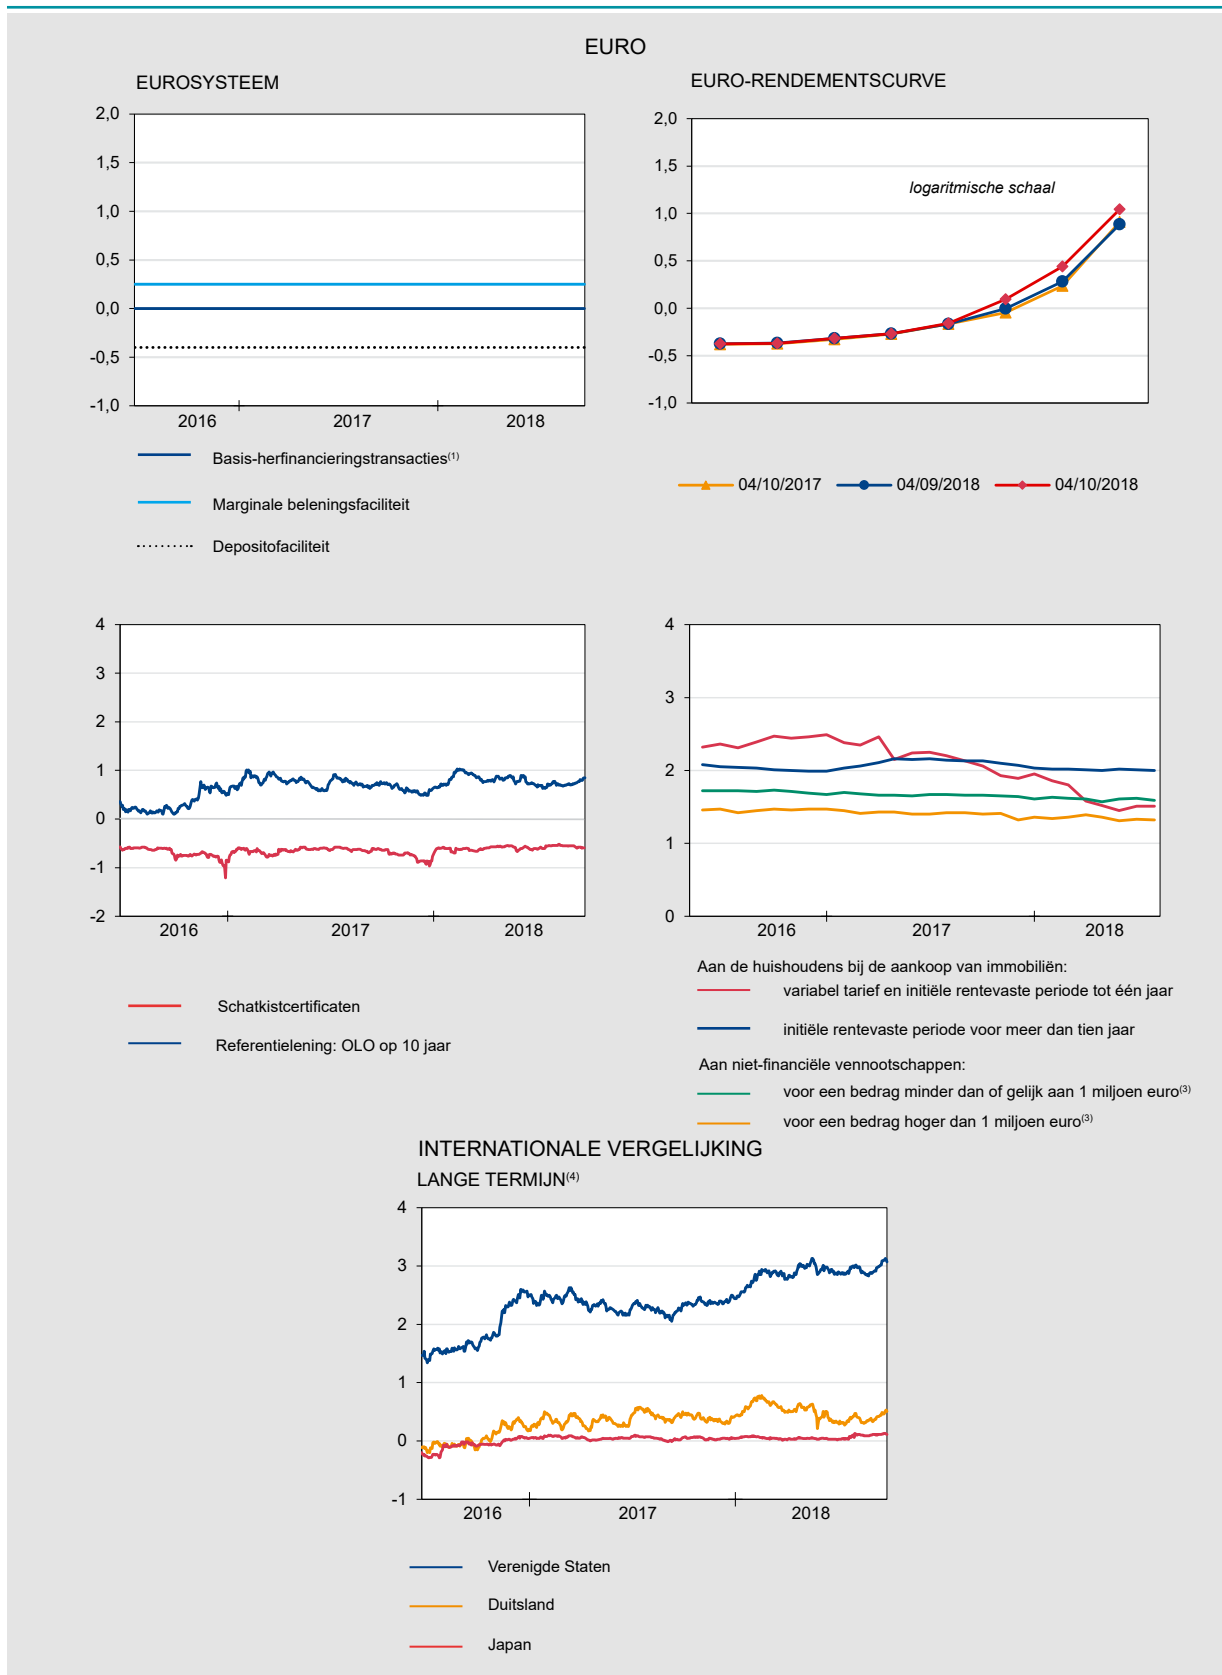 EURO
EUROSYSTEEM
2,0
1,5
1,0
0,5
0,0
-0,5
-1,0
2016 2017 2018
Basis-herfinancieringstransacties(1)
Marginale beleningsfaciliteit
Depositofaciliteit
EURO-RENDEMENTSCURVE
2,0
1,5
1,0
0,5
0,0
-0,5
-1,0
logaritmische schaal
04/10/2017 04/09/2018 04/10/2018
4
3
2
1
0
-1
-2
2016 2017 2018
Schatkistcertificaten
Referentielening: OLO op 10 jaar
4
3
2
1
0
2016 2017 2018
Aan de huishoudens bij de aankoop van immobiliën:
variabel tarief en initiële rentevaste periode tot één jaar
initiële rentevaste periode voor meer dan tien jaar
Aan niet-financiële vennootschappen:
voor een bedrag minder dan of gelijk aan 1 miljoen euro(3)
voor een bedrag hoger dan 1 miljoen euro(3)
INTERNATIONALE VERGELIJKING
LANGE TERMIJN(4)
4
3
2
1
0
-1
2016 2017 2018
Verenigde Staten
Duitsland
Japan